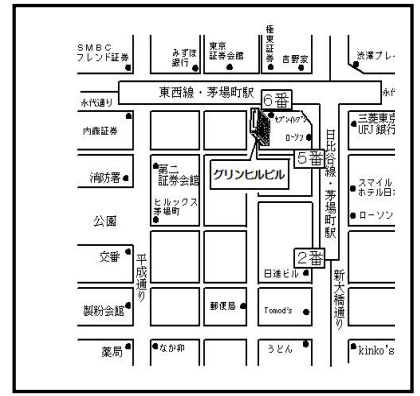 SMBC
フレンド証券
みずほ
銀行
東京
証券会館
極東証券
吉野家
渋澤プレ
永代通り
東西線・茅場町駅
永代
6番
内藤証券
セブンイレブン
ローソン
三菱東京
UFJ銀行
5番
日比谷線・茅場町駅
消防署
第二
証券会館
グリンヒルビル
スマイル
ホテル日本
ヒルックス
茅場町
ローソン
公園
交番
平成通り
2番
日進ビル
新大橋通り
製粉会館
郵便局
Tomod's
薬局
なか卯
うどん
kinko's